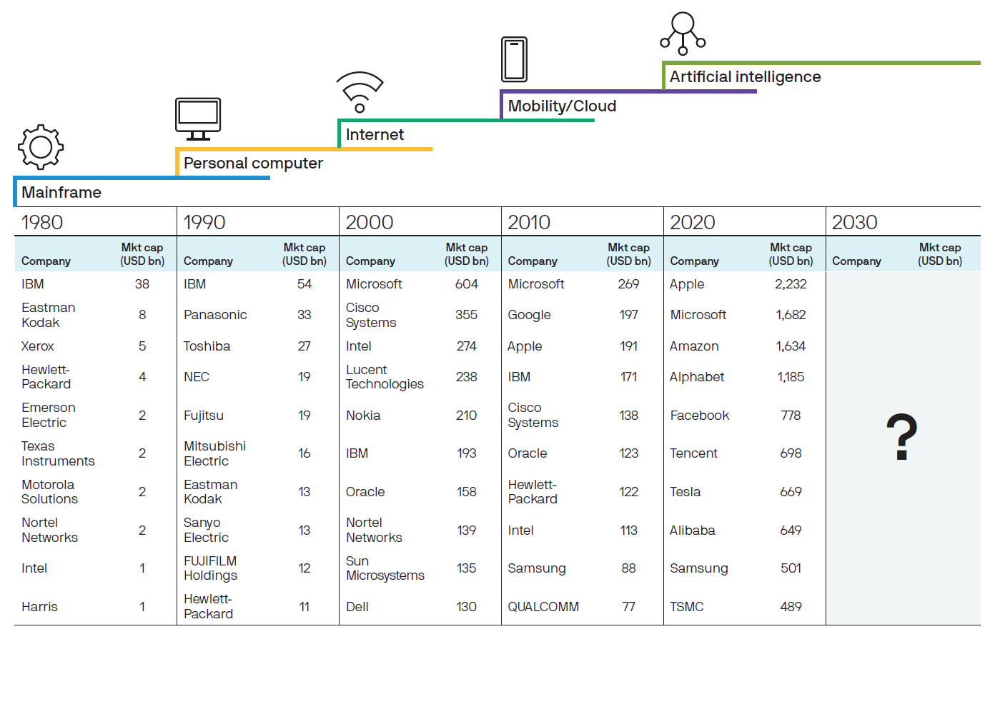 Artificial intelligence
Mobility/Cloud
Internet
Personal computer
Mainframe
1980 1990 2000 2010 2020 2030
Mkt cap Mkt cap Mkt cap Mkt cap Mkt cap Mkt cap
Company (USD bn) Company (USD bn) Company (USD bn) Company (USD bn) Company (USD bn) Company (USD bn)
IBM 38 IBM 54 Microsoft 604 Microsoft 269 Apple 2,232
Eastman Cisco
Kodak 8 Panasonic 33 Systems 355 Google 197 Microsoft 1,682
Xerox 5 Toshiba 27 Intel 274 Apple 191 Amazon 1,634
Hewlett- Lucent
Packard 4 NEC 19 Technologies 238 IBM 171 Alphabet 1,185
Emerson Cisco
Electric 2 Fujitsu 19 Nokia 210 Systems 138 Facebook 778
Texas Mitsubishi
Instruments 2 Electric 16 IBM 193 Oracle 123 Tencent 698
Motorola Eastman Hewlett-
Solutions 2 Kodak 13 Oracle 158 Packard 122 Tesla 669
Nortel Sanyo Nortel
Networks 2 Electric 13 Networks 139 Intel 113 Alibaba 649
FUJIFILM Sun
Intel 1 Holdings 12 Microsystems 135 Samsung 88 Samsung 501
Hewlett-
Harris 1 Packard 11 Dell 130 QUALCOMM 77 TSMC 489
?